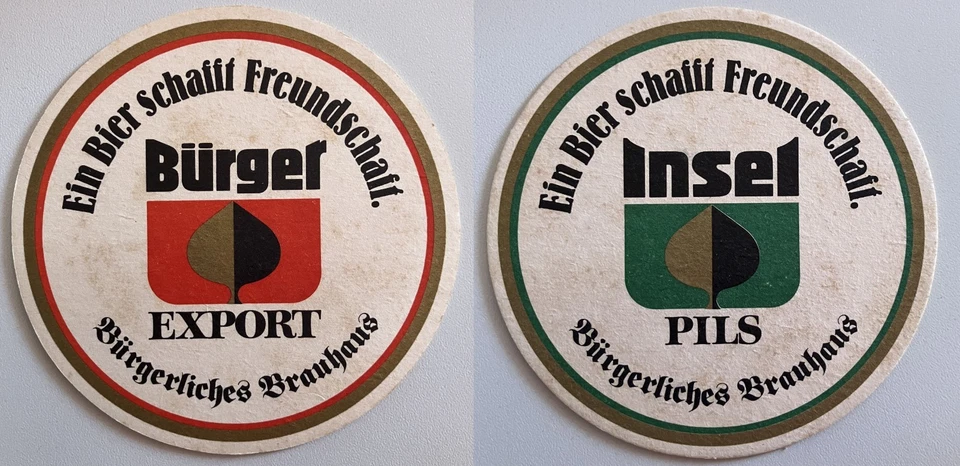 Ein Bier schafft Freundschaft.
Bürger
EXPORT
Bürgerliches Brauhaus
Ein Bier schafft Freundschaft.
Insel
PILS
Bürgerliches Brauhaus